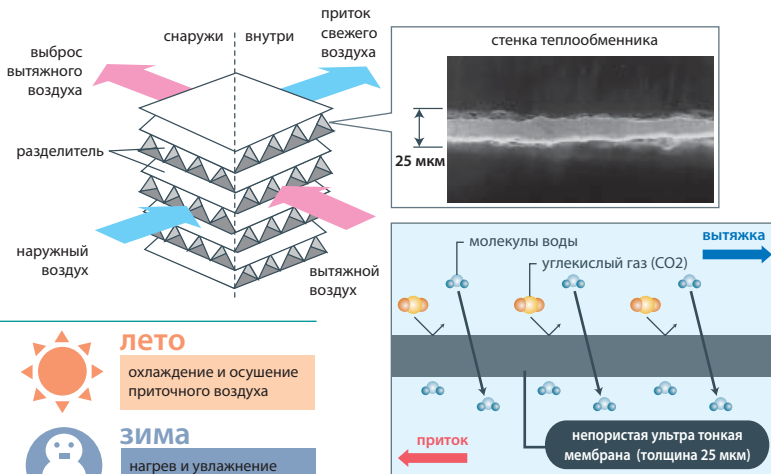 снаружи
внутри
приток
свежего
воздуха
выброс
вытяжного
воздуха
разделитель
наружный
воздух
вытяжной
воздух
стенка теплообменника
25 мкм
молекулы воды
углекислый газ (CO2)
вытяжка
приток
непористая ультра тонкая
мембрана (толщина 25 мкм)
лето
охлаждение и осушение
приточного воздуха
зима
нагрев и увлажнение